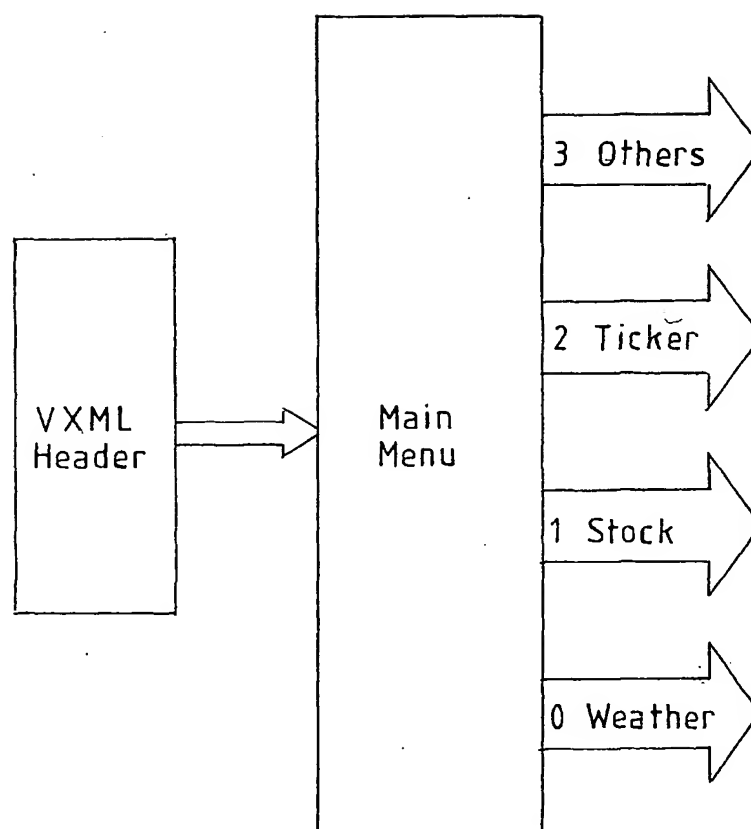 3 Others
2 Ticker
VXML
Header
Main
Menu
1 Stock
0 Weather